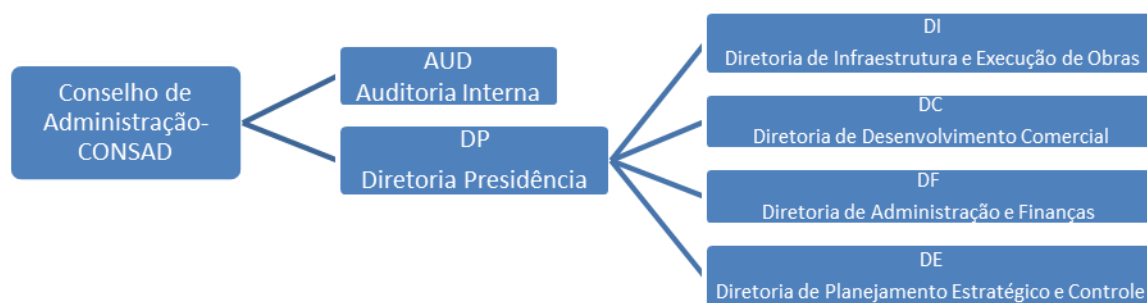 Conselho de
Administração-
CONSAD
AUD
Auditoria Interna
DP
Diretoria Presidência
DI
Diretoria de Infraestrutura e Execução de Obras
DC
Diretoria de Desenvolvimento Comercial
DF
Diretoria de Administração e Finanças
DE
Diretoria de Planejamento Estratégico e Controle